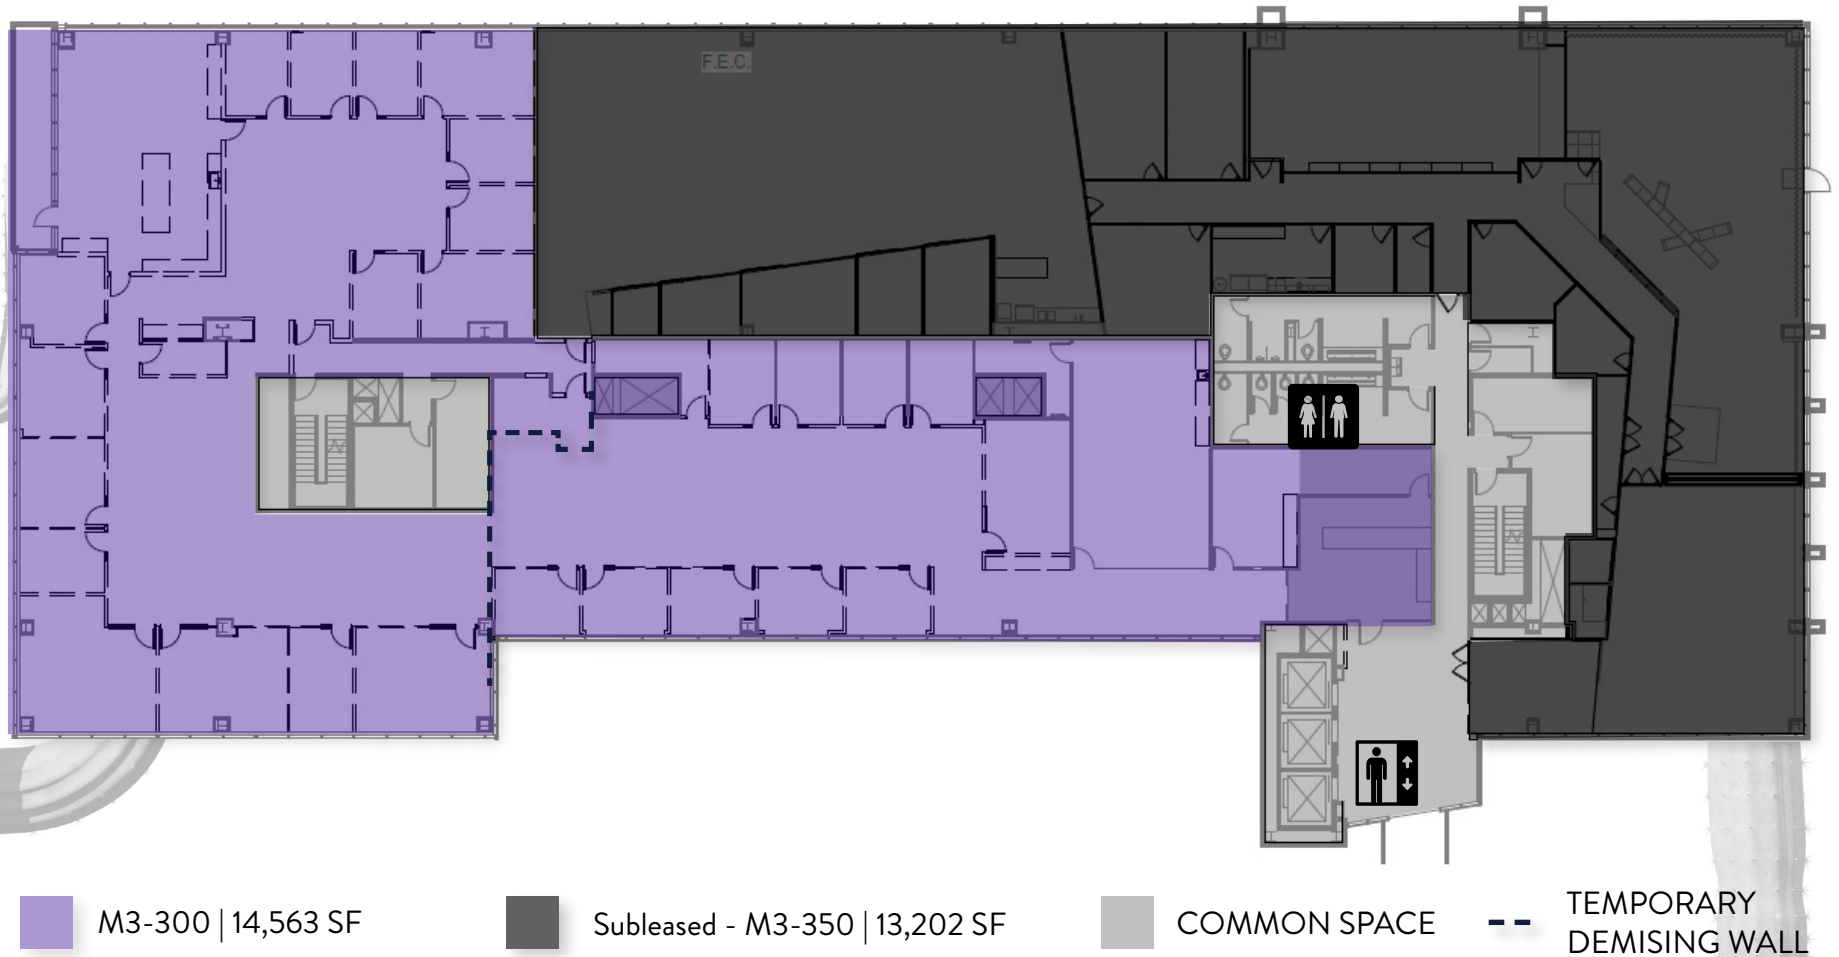 F.E.C.
M3-300 | 14,563 SF
Subleased - M3-350 | 13,202 SF
COMMON SPACE
TEMPORARY
DEMISING WALL